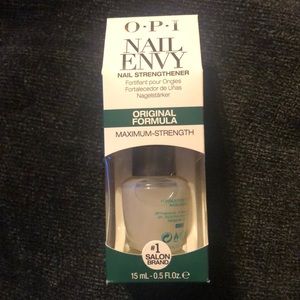 O·P·I
NAIL
ENVY
NAIL STRENGTHENER
Fortifiant pour Ongles
Fortalecedor de Uñas
Nagelstärker
ORIGINAL
FORMULA
MAXIMUM-STRENGTH
#1
SALON
BRAND
15 mL - 0.5 Fl.Oz. e